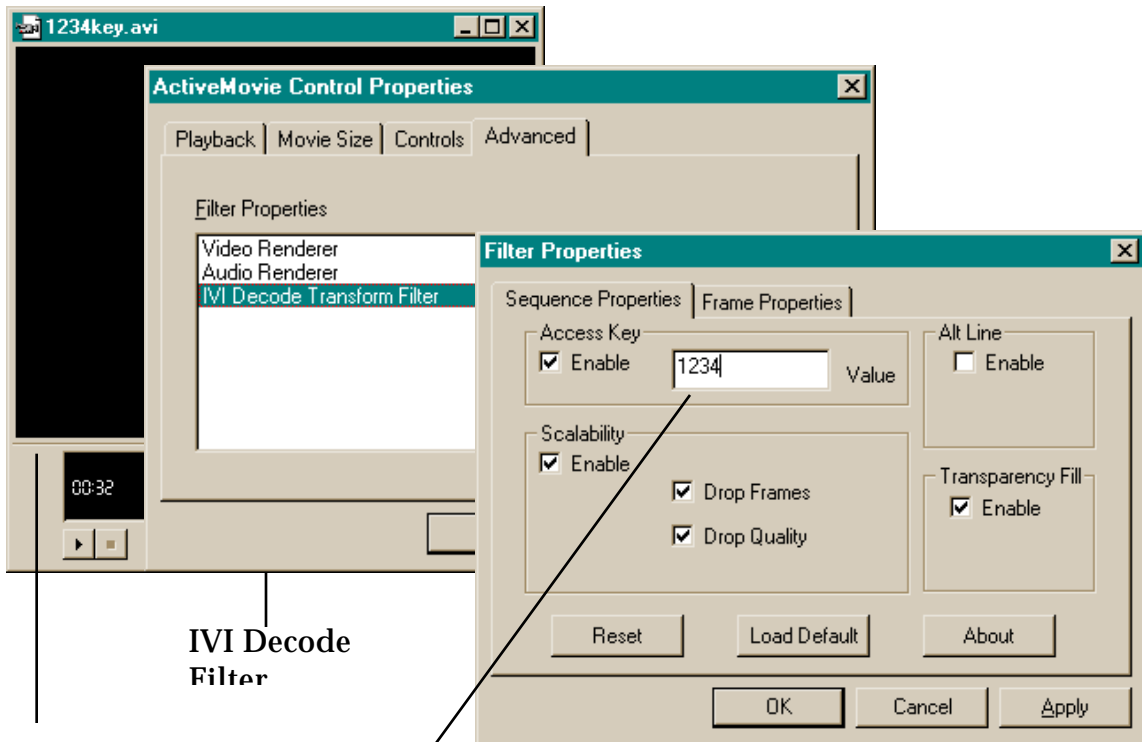 1234key.avi
ActiveMovie Control Properties
Playback
Movie Size
Controls
Advanced
Filter Properties
Video Renderer
Audio Renderer
IVI Decode Transform Filter
00:32
Filter Properties
Sequence Properties
Frame Properties
Access Key
Enable
1234
Value
Alt Line
Enable
Scalability
Enable
Drop Frames
Drop Quality
Transparency Fill
Enable
Reset
Load Default
About
OK
Cancel
Apply
IVI Decode
Filter